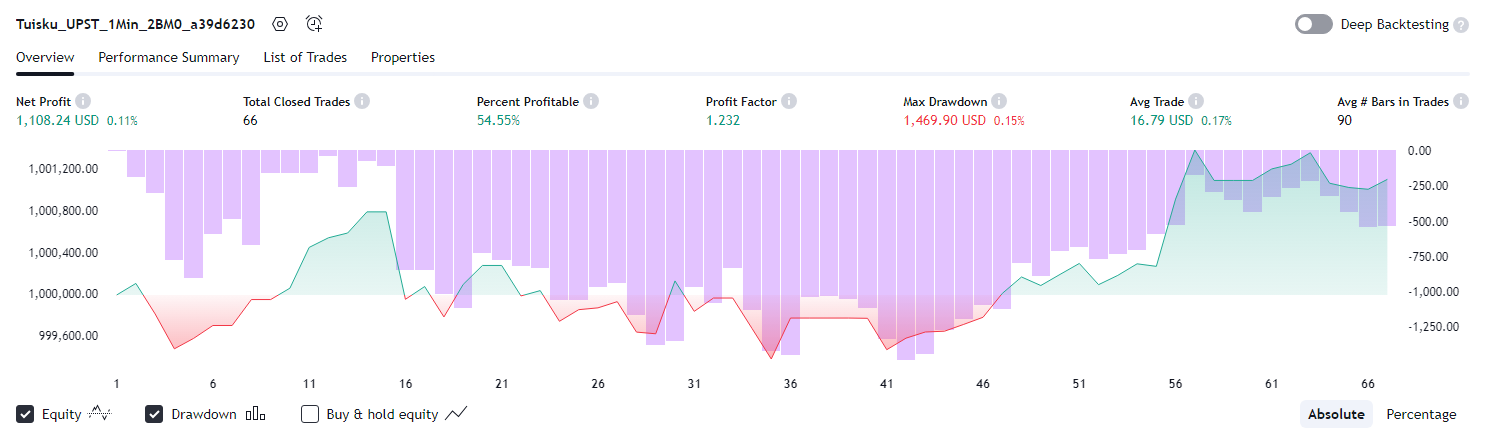 Tuisku_UPST_1Min_2BM0_a39d6230 Deep Backtesting ?
Overview Performance Summary List of Trades Properties
Net Profit i Total Closed Trades i Percent Profitable i Profit Factor i Max Drawdown i Avg Trade i Avg # Bars in Trades i
1,108.24 USD 0.11% 66 54.55% 1.232 1,469.90 USD 0.15% 16.79 USD 0.17% 90
0.00
1,001,200.00
-250.00
1,000,800.00
-500.00
1,000,400.00
-750.00
1,000,000.00
-1,000.00
999,600.00
-1,250.00
1 6 11 16 21 26 31 36 41 46 51 56 61 66
Equity Drawdown Buy & hold equity Absolute Percentage